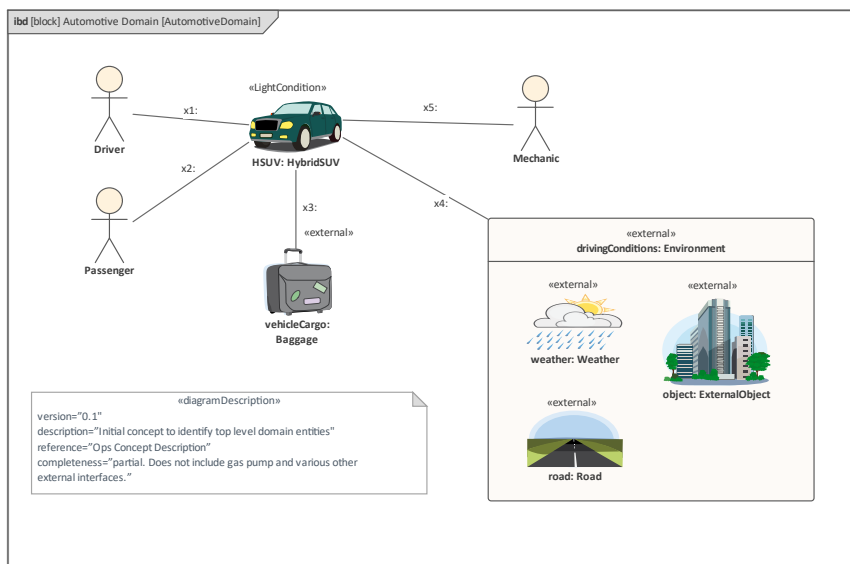 ibd [block] Automotive Domain [AutomotiveDomain]
«LightCondition»
x1:
x5:
Driver
HSUV: HybridSUV
Mechanic
x2:
x3:
x4:
«external»
«external»
drivingConditions: Environment
Passenger
«external»
«external»
vehicleCargo:
Baggage
weather: Weather
object: ExternalObject
«external»
road: Road
«diagramDescription»
version="0.1"
description="Initial concept to identify top level domain entities"
reference="Ops Concept Description"
completeness="partial. Does not include gas pump and various other
external interfaces."